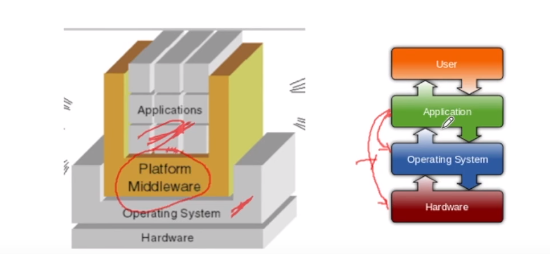 Applications
Platform
Middleware
Operating System
Hardware
User
Application
Operating System
Hardware